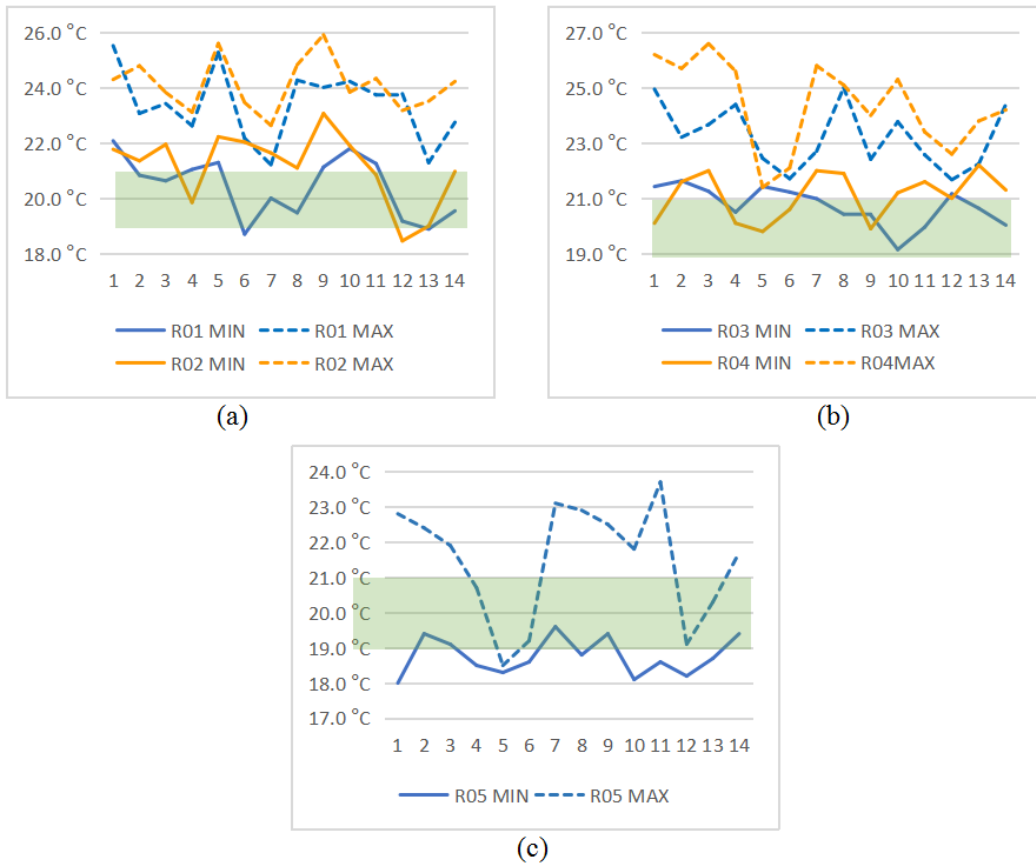 26.0 °C
24.0 °C
22.0 °C
20.0 °C
18.0 °C
1 2 3 4 5 6 7 8 9 10 11 12 13 14
R01 MIN R01 MAX
R02 MIN R02 MAX
(a)
27.0 °C
25.0 °C
23.0 °C
21.0 °C
19.0 °C
1 2 3 4 5 6 7 8 9 10 11 12 13 14
R03 MIN R03 MAX
R04 MIN R04MAX
(b)
24.0 °C
23.0 °C
22.0 °C
21.0 °C
20.0 °C
19.0 °C
18.0 °C
17.0 °C
1 2 3 4 5 6 7 8 9 10 11 12 13 14
R05 MIN R05 MAX
(c)